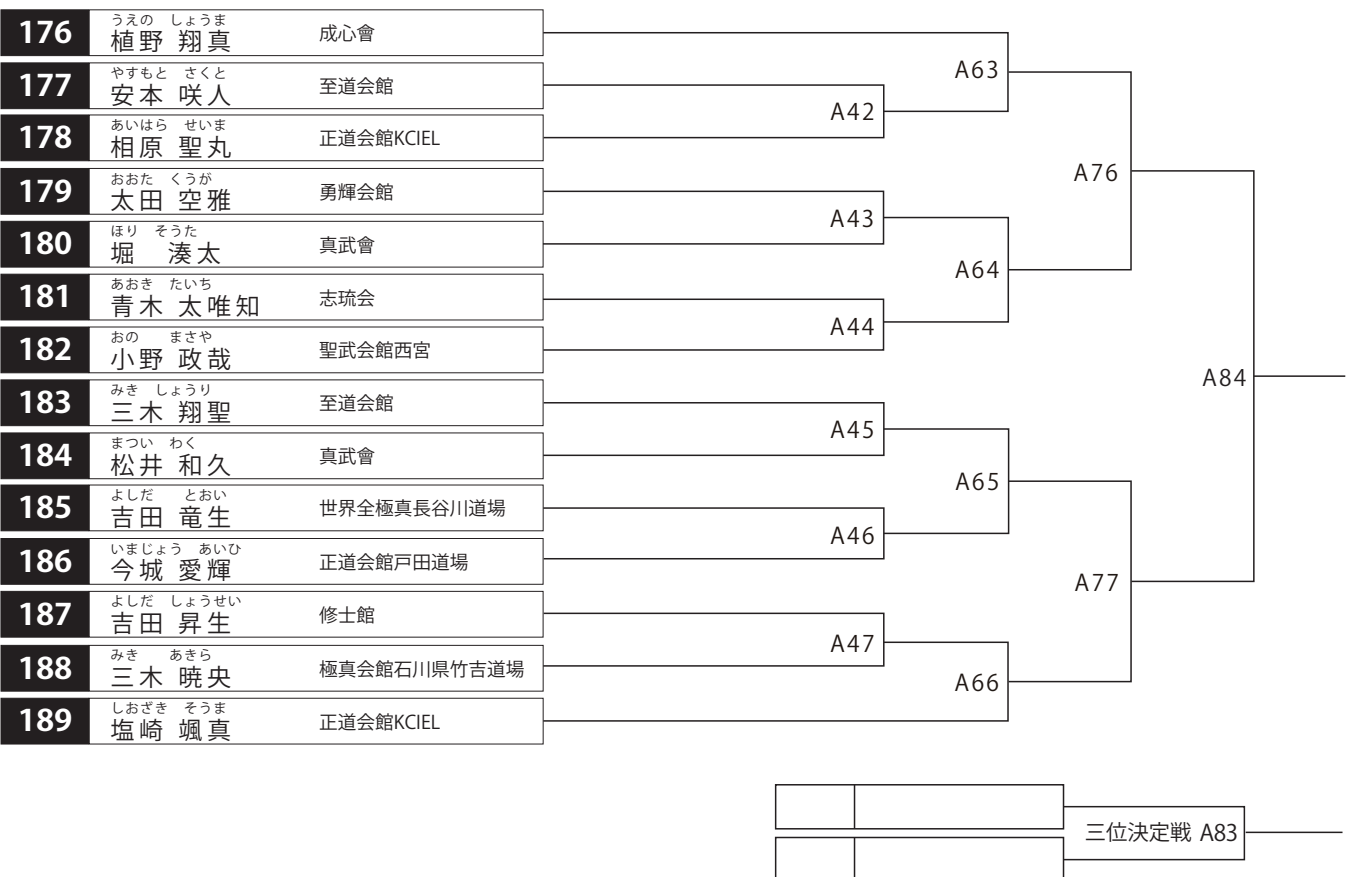 うえの しょうま
176 植野 翔真 成心會
やすもと さくと
177 安本 咲人 至道会館
あいはら せいま
178 相原 聖丸 正道会館KCIEL
おおた くうが
179 太田 空雅 勇輝会館
ほり そうた
180 堀 湊太 真武會
あおき たいち
181 青木 太唯知 志琉会
おの まさや
182 小野 政哉 聖武会館西宮
みき しょうり
183 三木 翔聖 至道会館
まつい わく
184 松井 和久 真武會
よしだ とおい
185 吉田 竜生 世界全極真長谷川道場
いまじょう あいひ
186 今城 愛輝 正道会館戸田道場
よしだ しょうせい
187 吉田 昇生 修士館
みき あきら
188 三木 暁央 極真会館石川県竹吉道場
しおざき そうま
189 塩崎 颯真 正道会館KCIEL
A42
A43
A44
A45
A46
A47
A63
A64
A65
A66
A76
A77
A84
三位決定戦 A83